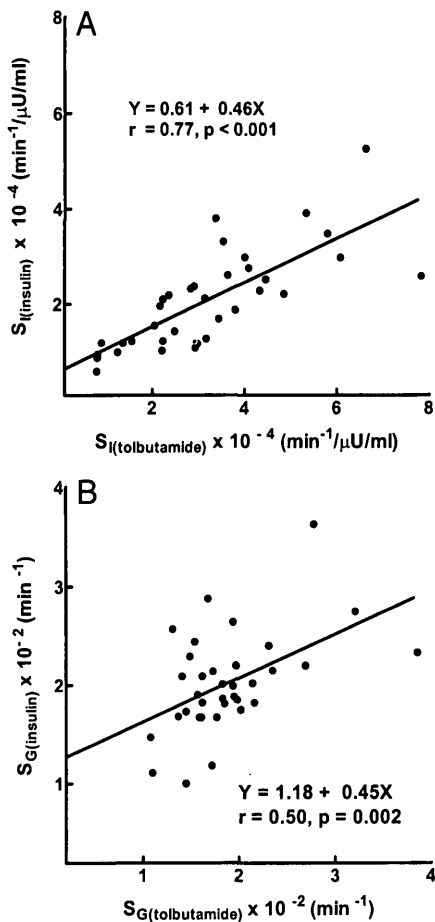 A
8
6
4
2
S_I(insulin) x 10⁻⁴ (min⁻¹/μU/ml)
Y = 0.61 + 0.46X
r = 0.77, p < 0.001
2 4 6 8
S_I(tolbutamide) x 10⁻⁴ (min⁻¹/μU/ml)
B
4
3
2
1
S_G(insulin) x 10⁻² (min⁻¹)
Y = 1.18 + 0.45X
r = 0.50, p = 0.002
1 2 3 4
S_G(tolbutamide) x 10⁻² (min⁻¹)